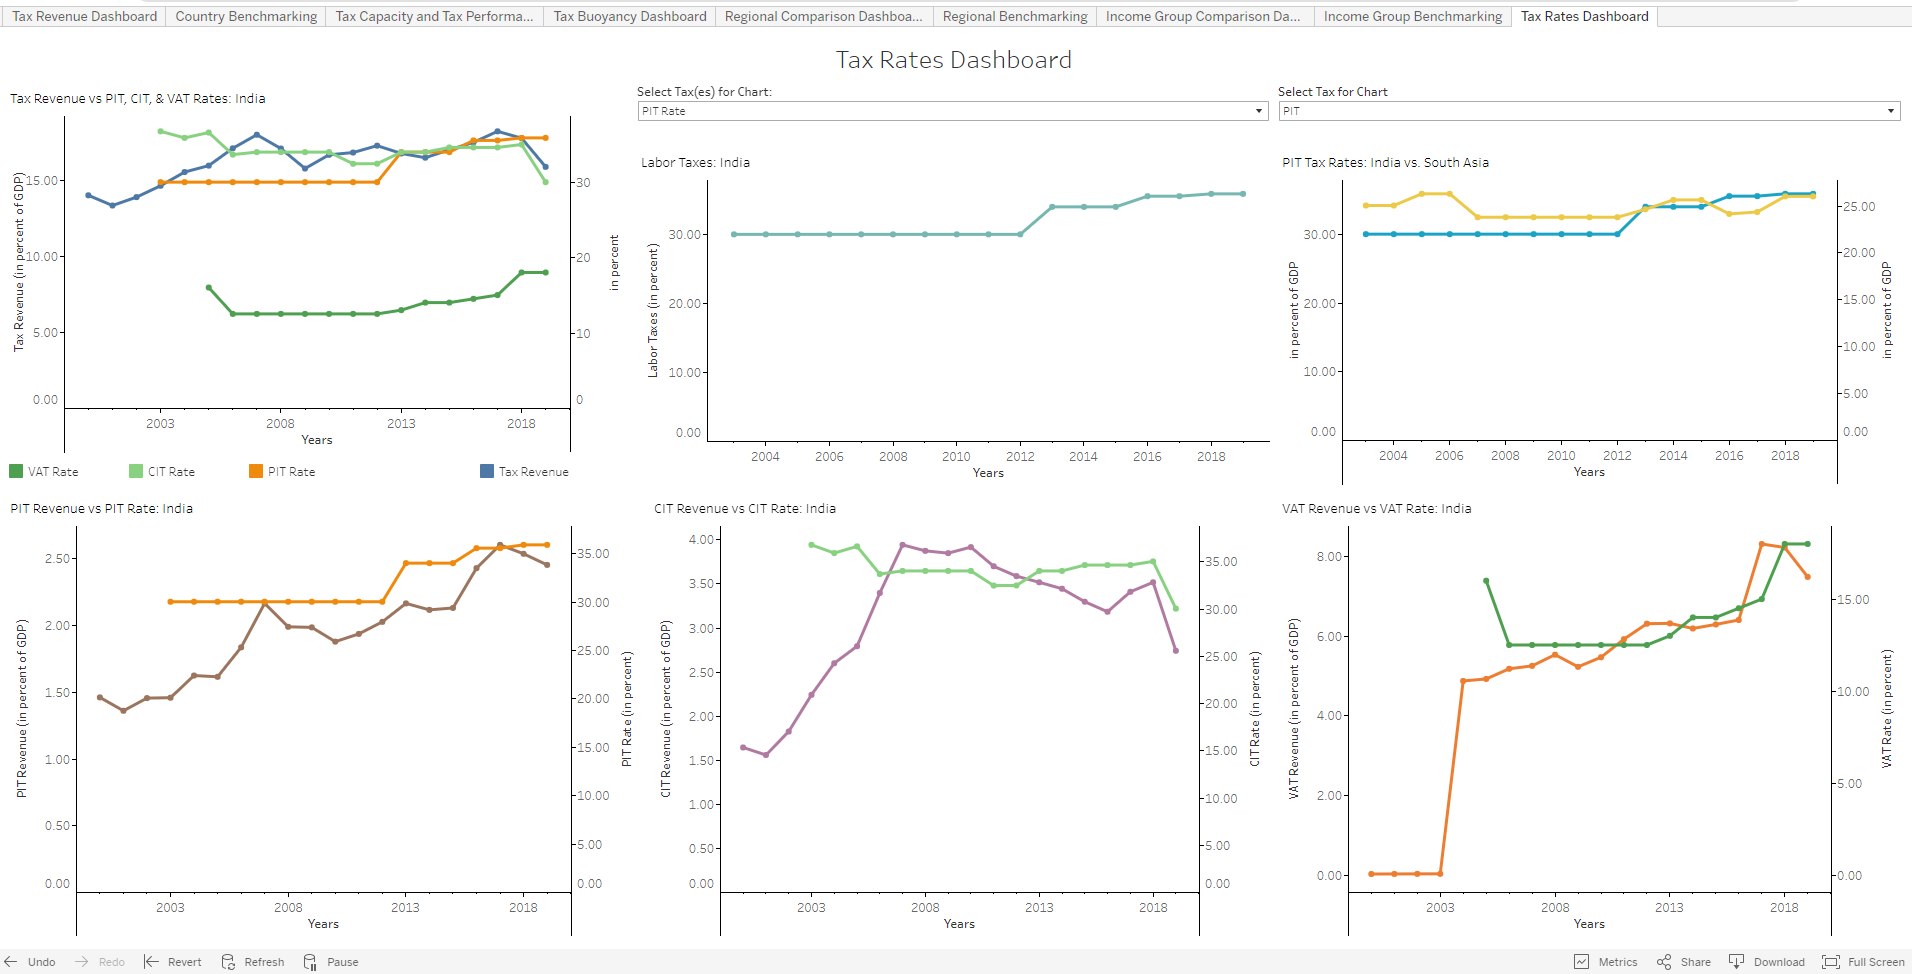 Tax Revenue Dashboard Country Benchmarking Tax Capacity and Tax Performa... Tax Buoyancy Dashboard Regional Comparison Dashboa... Regional Benchmarking Income Group Comparison Da... Income Group Benchmarking Tax Rates Dashboard
Tax Rates Dashboard
Tax Revenue vs PIT, CIT, & VAT Rates: India
Tax Revenue (in percent of GDP)
15.00
10.00
5.00
0.00
30
20
10
0
in percent
2003 2008 2013 2018
Years
VAT Rate CIT Rate PIT Rate Tax Revenue
Select Tax(es) for Chart:
PIT Rate
Labor Taxes: India
Labor Taxes (in percent)
30.00
20.00
10.00
0.00
2004 2006 2008 2010 2012 2014 2016 2018
Years
Select Tax for Chart
PIT
PIT Tax Rates: India vs. South Asia
in percent of GDP
30.00
20.00
10.00
0.00
25.00
20.00
15.00
10.00
5.00
0.00
in percent of GDP
2004 2006 2008 2010 2012 2014 2016 2018
Years
PIT Revenue vs PIT Rate: India
PIT Revenue (in percent of GDP)
2.50
2.00
1.50
1.00
0.50
0.00
35.00
30.00
25.00
20.00
15.00
10.00
5.00
0.00
PIT Rate (in percent)
2003 2008 2013 2018
Years
CIT Revenue vs CIT Rate: India
CIT Revenue (in percent of GDP)
4.00
3.50
3.00
2.50
2.00
1.50
1.00
0.50
0.00
35.00
30.00
25.00
20.00
15.00
10.00
5.00
0.00
CIT Rate (in percent)
2003 2008 2013 2018
Years
VAT Revenue vs VAT Rate: India
VAT Revenue (in percent of GDP)
8.00
6.00
4.00
2.00
0.00
15.00
10.00
5.00
0.00
VAT Rate (in percent)
2003 2008 2013 2018
Years
Undo Redo Revert Refresh Pause Metrics Share Download Full Screen